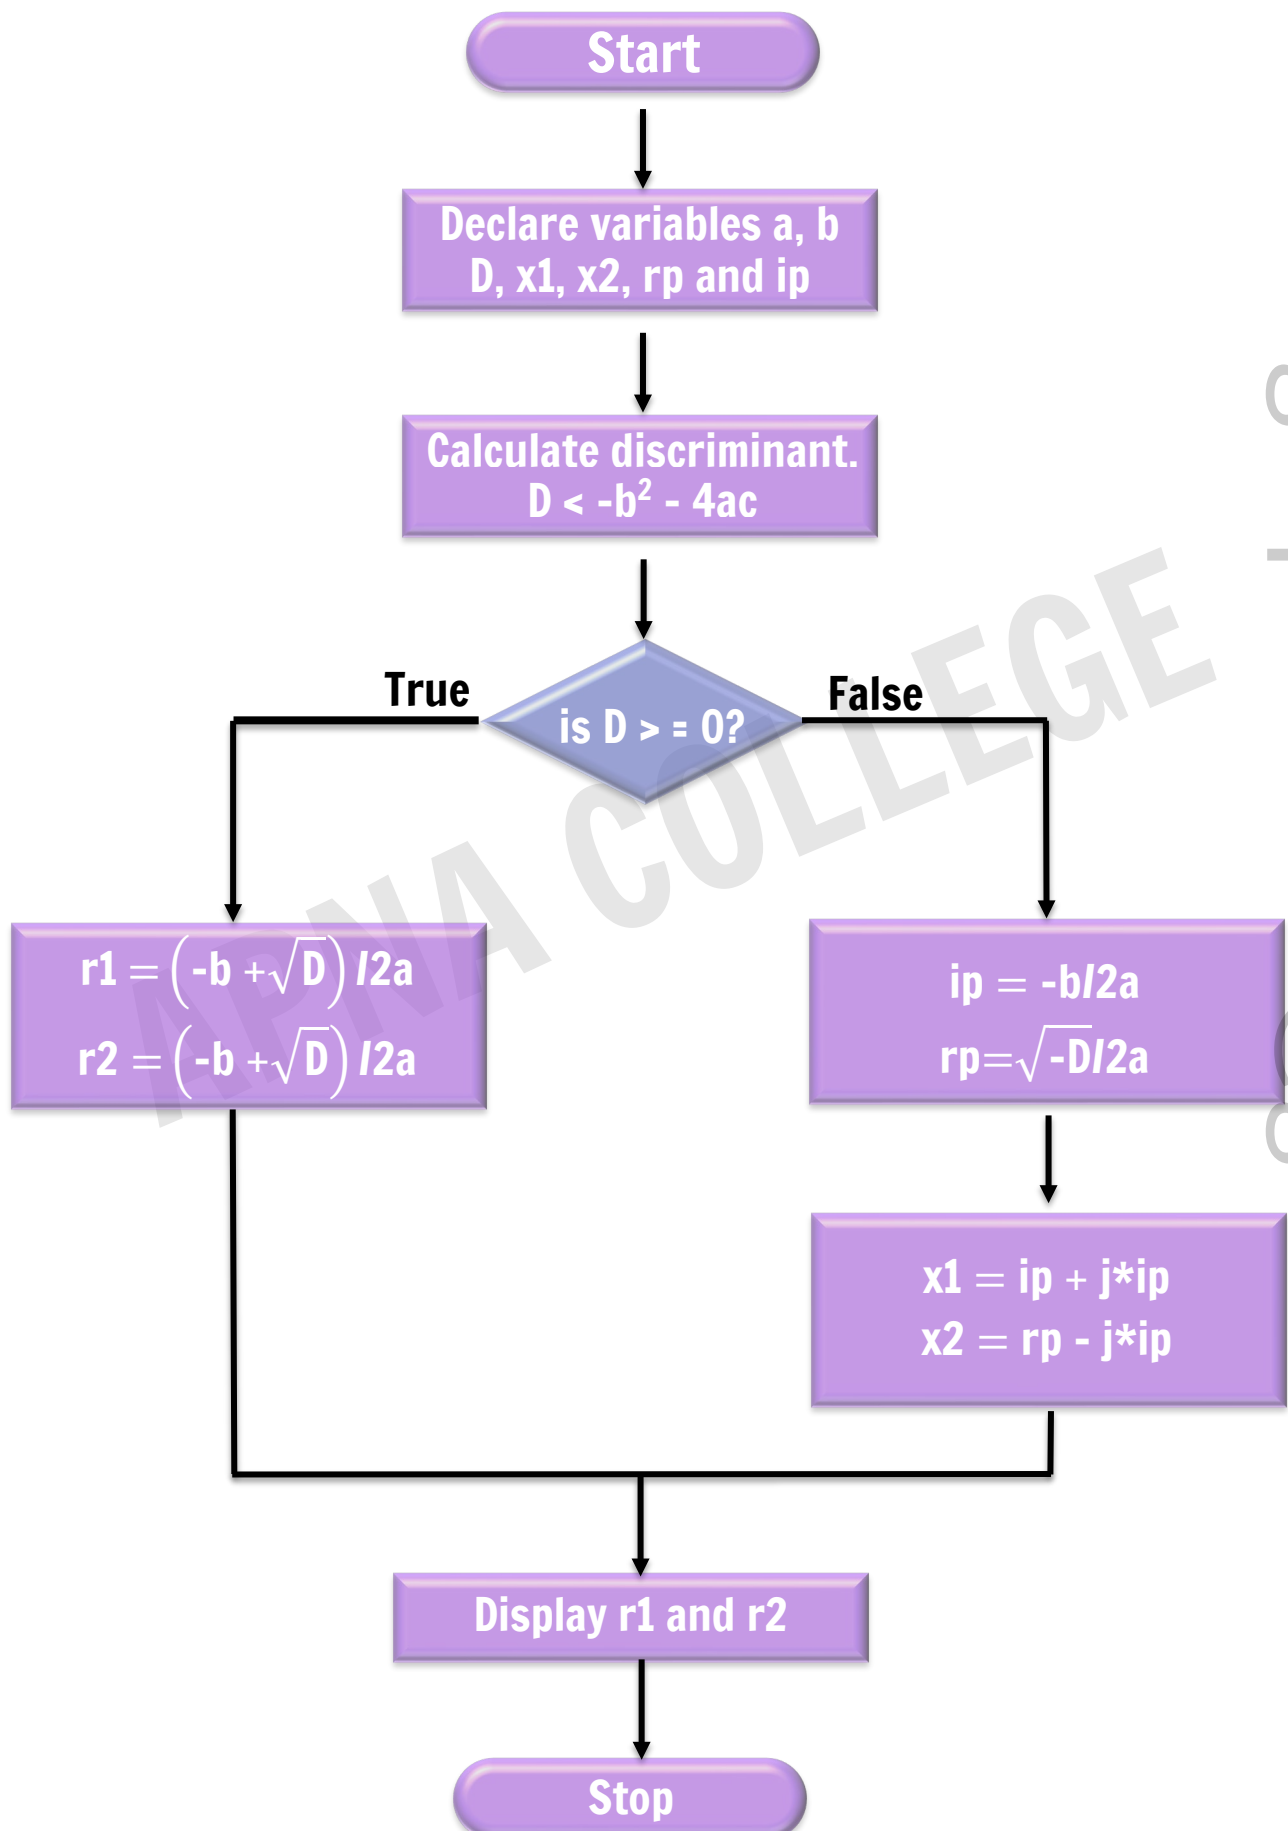 Start
Declare variables a, b
D, x1, x2, rp and ip
Calculate discriminant.
D < -b² - 4ac
True
is D > = 0?
False
r1 = (-b +√D) /2a
r2 = (-b +√D) /2a
ip = -b/2a
rp=√-D/2a
x1 = ip + j*ip
x2 = rp - j*ip
Display r1 and r2
Stop
APNA COLLEGE